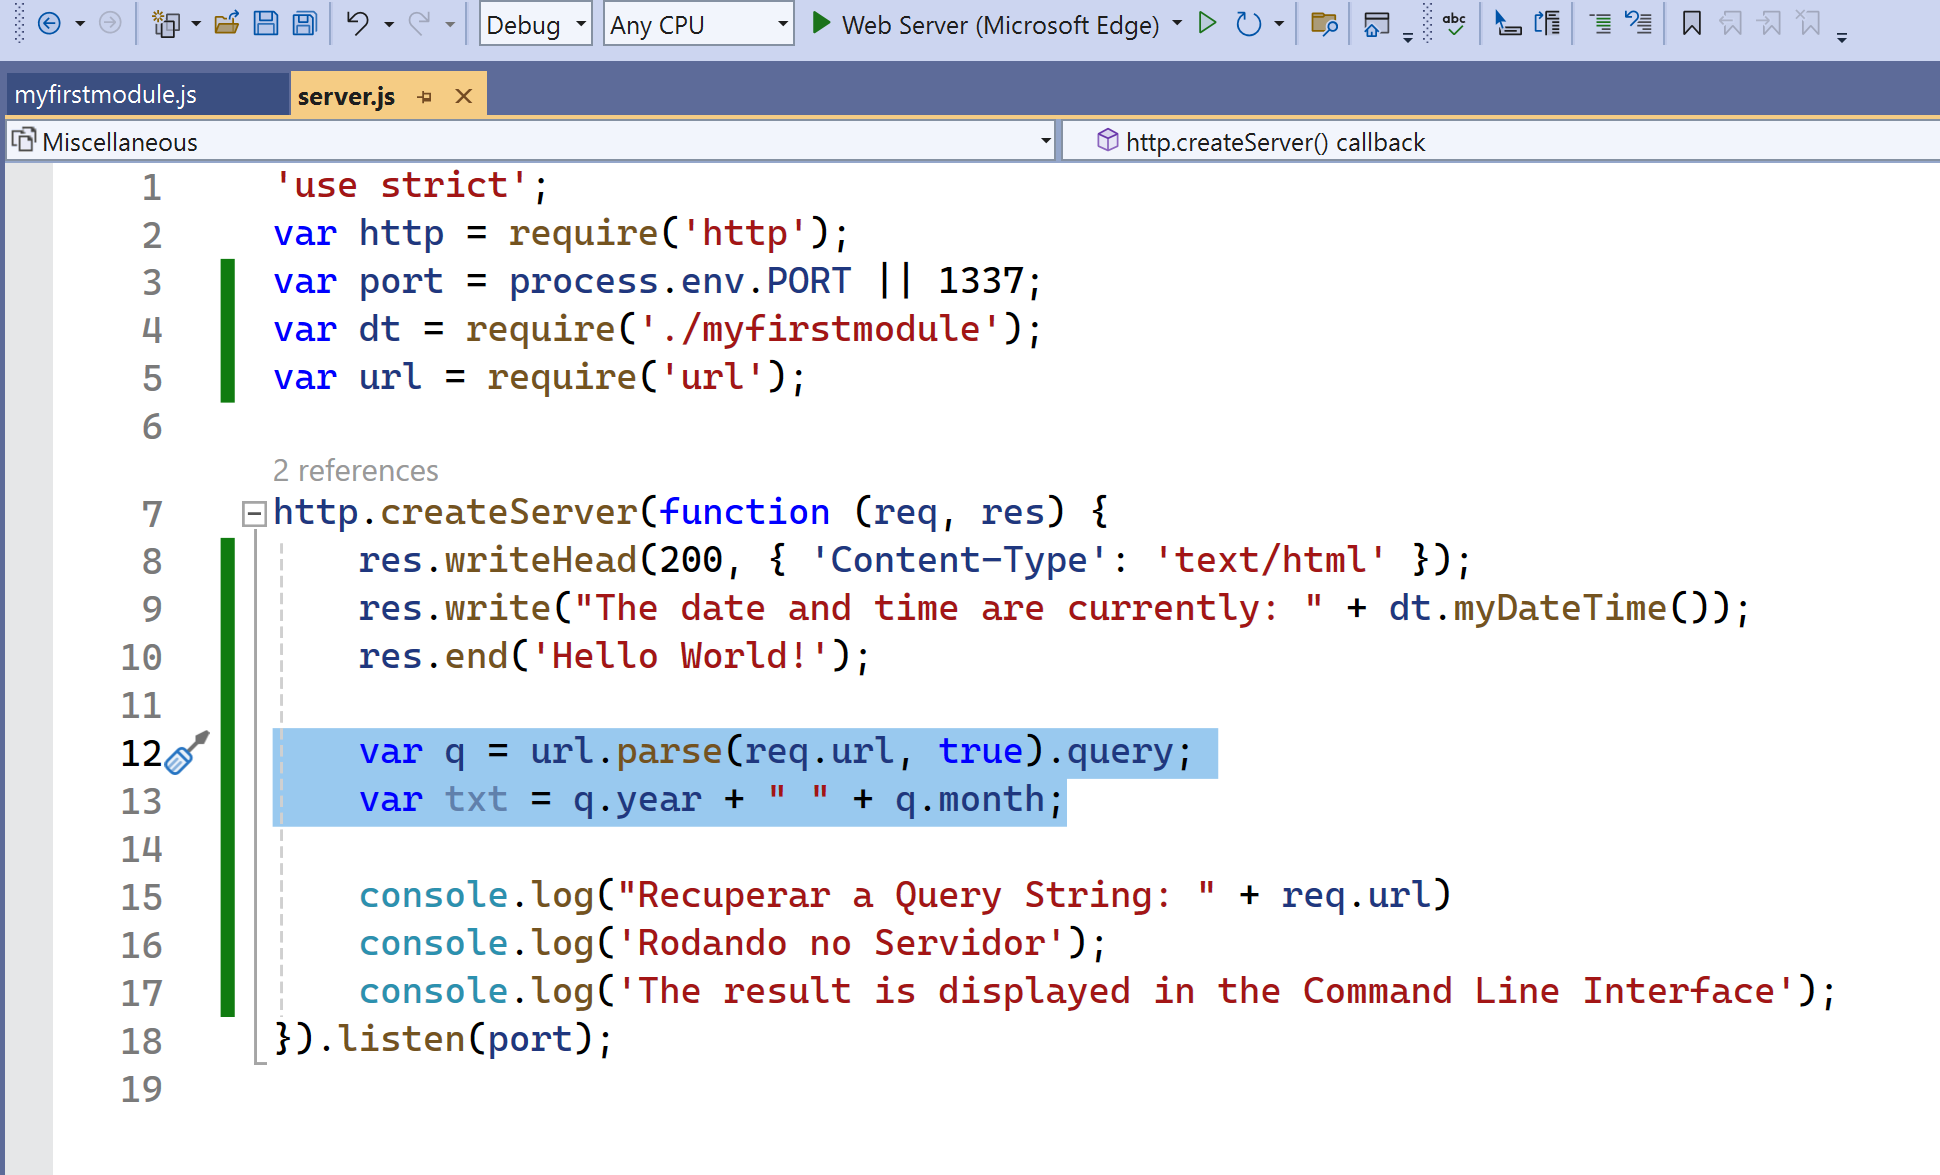 Debug Any CPU Web Server (Microsoft Edge) abc
myfirstmodule.js server.js
Miscellaneous http.createServer() callback
1 'use strict';
2 var http = require('http');
3 var port = process.env.PORT || 1337;
4 var dt = require('./myfirstmodule');
5 var url = require('url');
6
2 references
7 http.createServer(function (req, res) {
8 res.writeHead(200, { 'Content-Type': 'text/html' });
9 res.write("The date and time are currently: " + dt.myDateTime());
10 res.end('Hello World!');
11
12 var q = url.parse(req.url, true).query;
13 var txt = q.year + " " + q.month;
14
15 console.log("Recuperar a Query String: " + req.url)
16 console.log('Rodando no Servidor');
17 console.log('The result is displayed in the Command Line Interface');
18 }).listen(port);
19